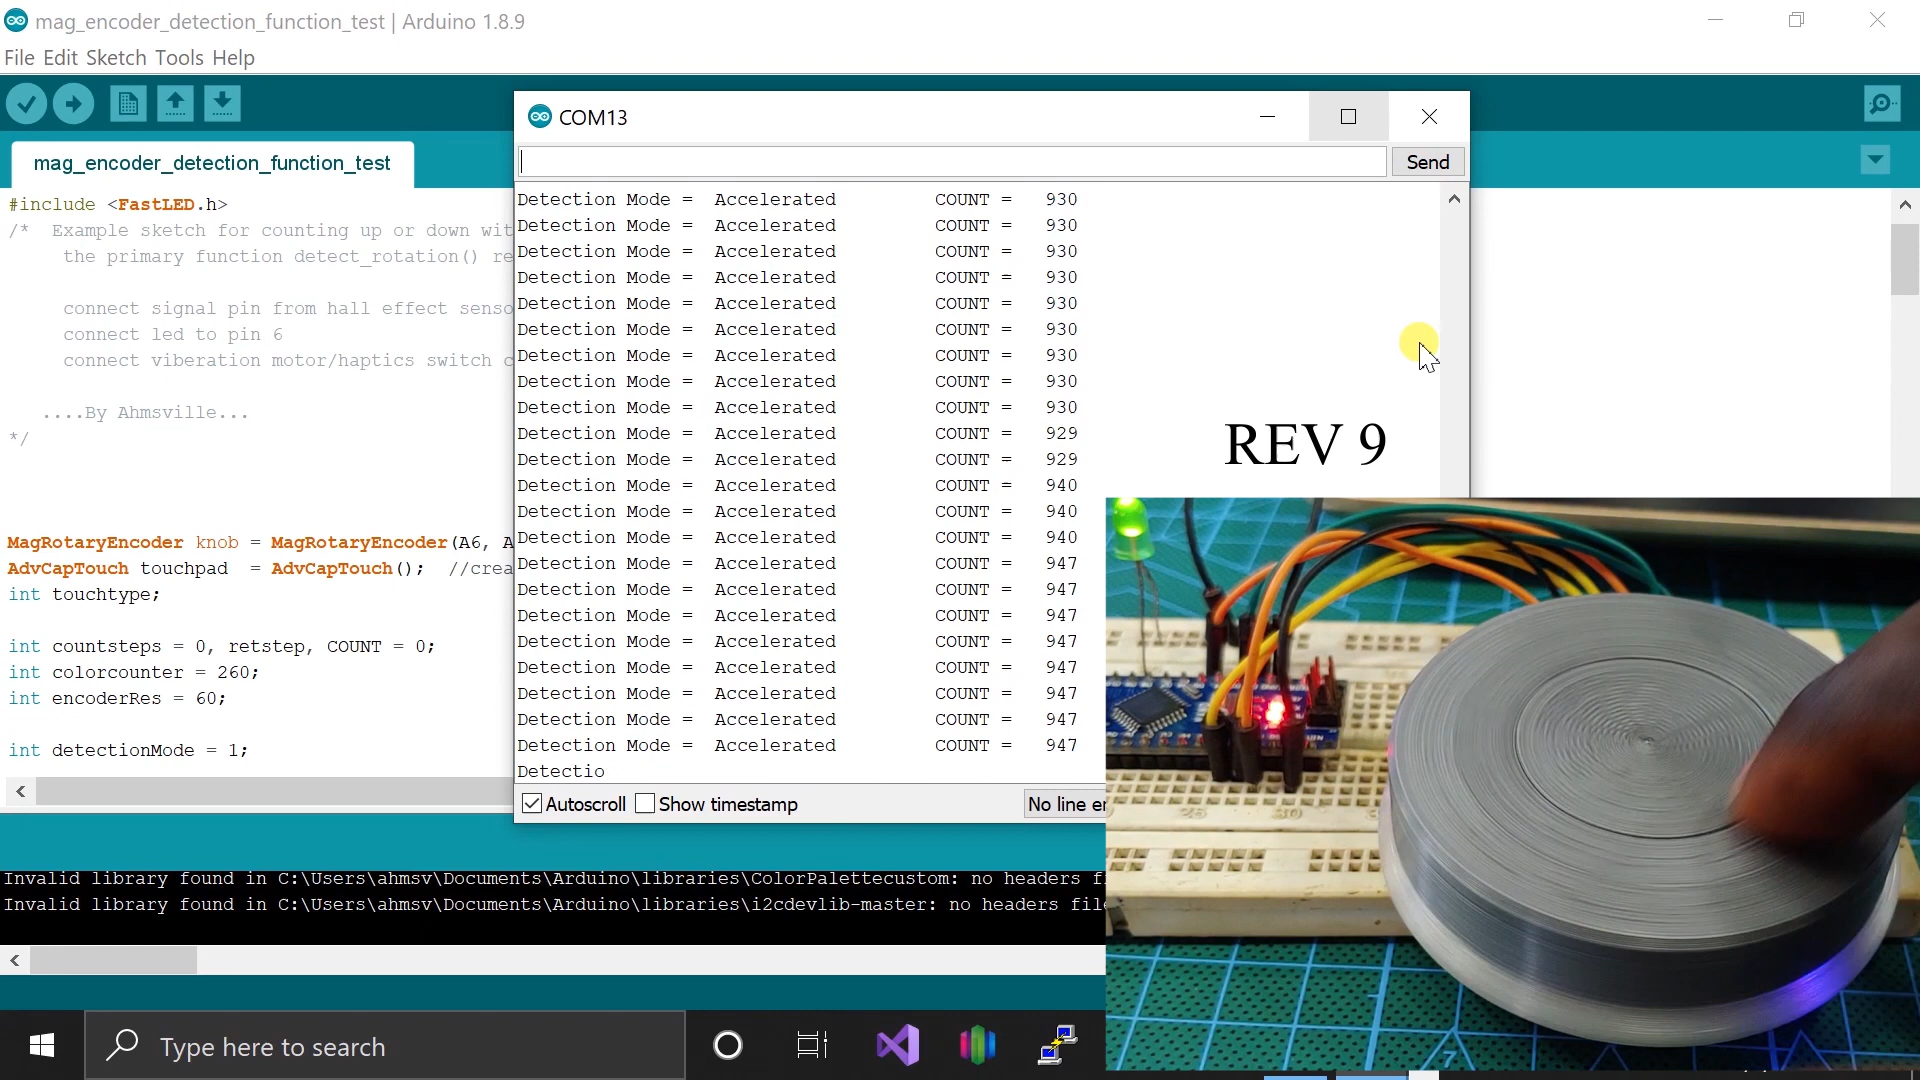 mag_encoder_detection_function_test | Arduino 1.8.9
File Edit Sketch Tools Help
mag_encoder_detection_function_test
#include <FastLED.h>
/*  Example sketch for counting up or down wit
the primary function detect_rotation() re
connect signal pin from hall effect senso
connect led to pin 6
connect viberation motor/haptics switch c
....By Ahmsville...
*/
MagRotaryEncoder knob = MagRotaryEncoder(A6, A
AdvCapTouch touchpad  = AdvCapTouch();  //crea
int touchtype;
int countsteps = 0, retstep, COUNT = 0;
int colorcounter = 260;
int encoderRes = 60;
int detectionMode = 1;
COM13
Send
Detection Mode =  Accelerated  COUNT =  930
Detection Mode =  Accelerated  COUNT =  930
Detection Mode =  Accelerated  COUNT =  930
Detection Mode =  Accelerated  COUNT =  930
Detection Mode =  Accelerated  COUNT =  930
Detection Mode =  Accelerated  COUNT =  930
Detection Mode =  Accelerated  COUNT =  930
Detection Mode =  Accelerated  COUNT =  930
Detection Mode =  Accelerated  COUNT =  930
Detection Mode =  Accelerated  COUNT =  929
Detection Mode =  Accelerated  COUNT =  929
Detection Mode =  Accelerated  COUNT =  940
Detection Mode =  Accelerated  COUNT =  940
Detection Mode =  Accelerated  COUNT =  940
Detection Mode =  Accelerated  COUNT =  947
Detection Mode =  Accelerated  COUNT =  947
Detection Mode =  Accelerated  COUNT =  947
Detection Mode =  Accelerated  COUNT =  947
Detection Mode =  Accelerated  COUNT =  947
Detection Mode =  Accelerated  COUNT =  947
Detection Mode =  Accelerated  COUNT =  947
Detection Mode =  Accelerated  COUNT =  947
Detectio
REV 9
Autoscroll Show timestamp
No line er
Invalid library found in C:\Users\ahmsv\Documents\Arduino\libraries\ColorPalettecustom: no headers f
Invalid library found in C:\Users\ahmsv\Documents\Arduino\libraries\i2cdevlib-master: no headers file
Type here to search